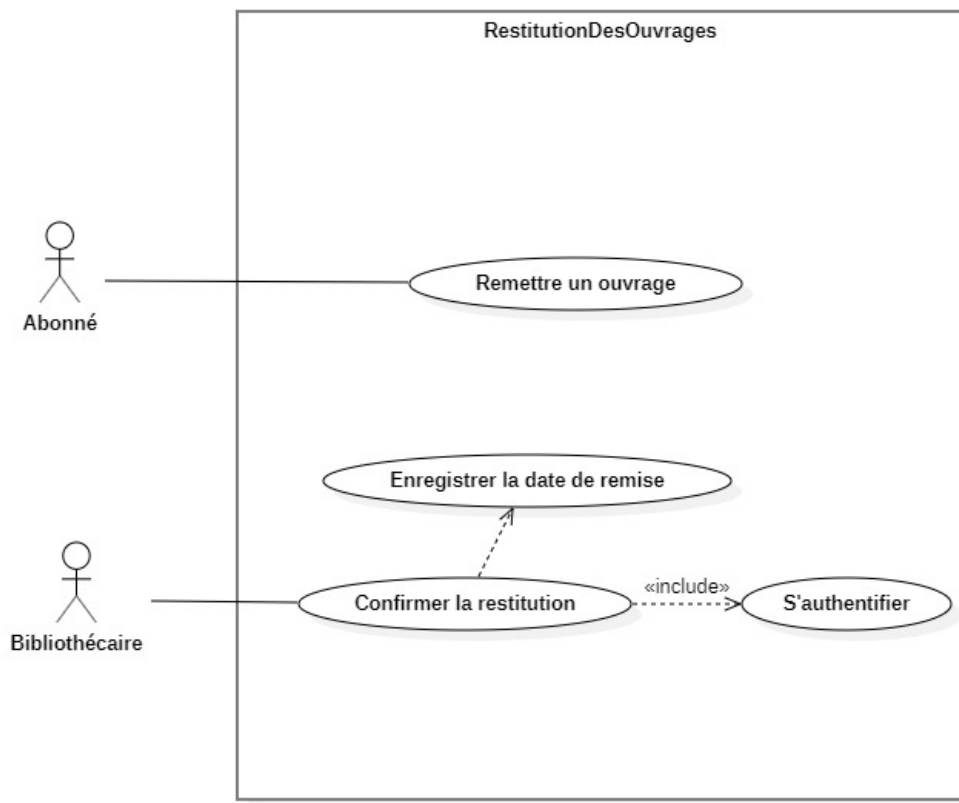 RestitutionDesOuvrages
Remettre un ouvrage
Abonné
Enregistrer la date de remise
«include»
Confirmer la restitution
S'authentifier
Bibliothécaire